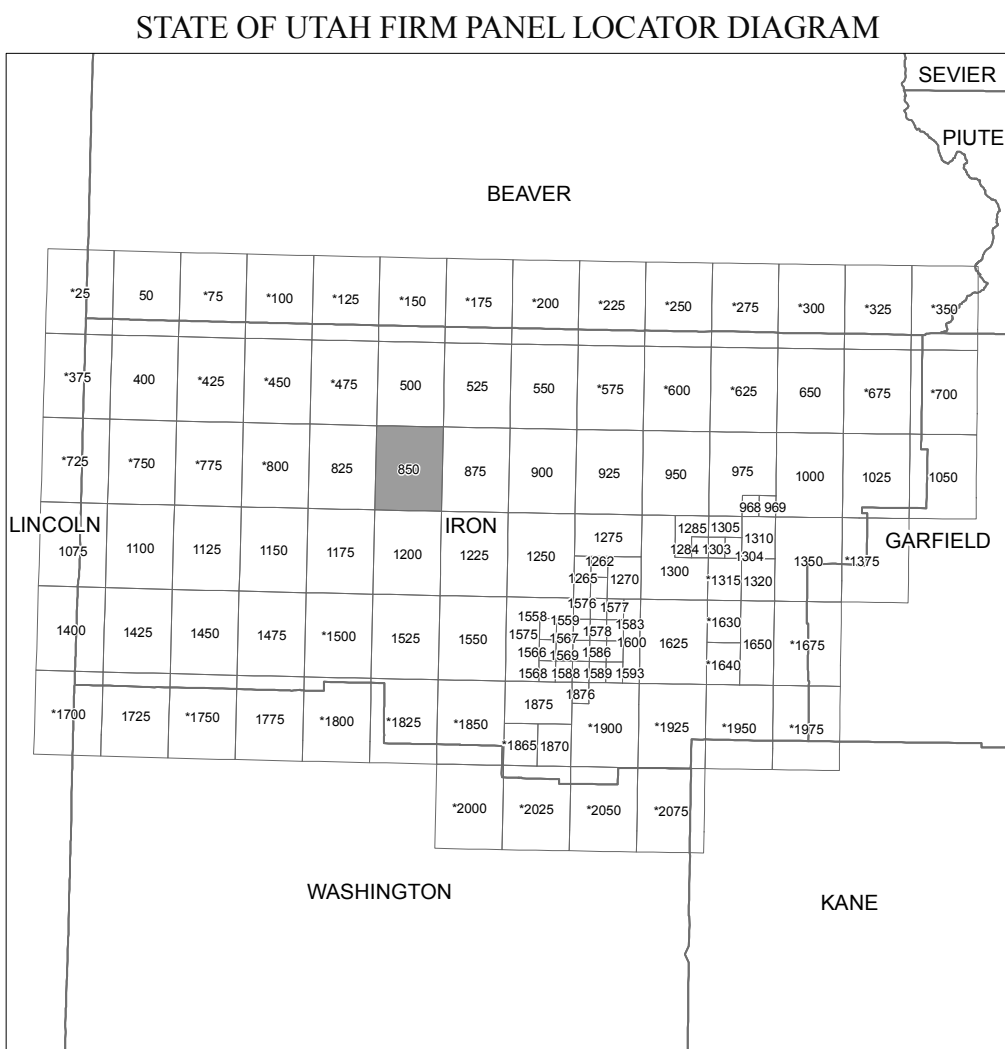 STATE OF UTAH FIRM PANEL LOCATOR DIAGRAM
SEVIER
PIUTE
BEAVER
*25 50 *75 *100 *125 *150 *175 *200 *225 *250 *275 *300 *325 *350
*375 400 *425 *450 *475 500 525 550 *575 *600 *625 650 *675 *700
*725 *750 *775 *800 825 850 875 900 925 950 975 1000 1025 1050
968 969
LINCOLN IRON GARFIELD
1285 1305
1275 1310
1075 1100 1125 1150 1175 1200 1225 1250 1284 1303 1304 1350 *1375
1262 1300
1265 1270 *1315 1320
1576 1577
1558 1559 1583 *1630
1400 1425 1450 1475 *1500 1525 1550 1575 1567 1578 1600 1625 1650 *1675
1566 1569 1586 *1640
1568 1588 1589 1593
1876
1875
*1700 1725 *1750 1775 *1800 *1825 *1850 *1900 *1925 *1950 *1975
*1865 1870
*2000 *2025 *2050 *2075
WASHINGTON
KANE